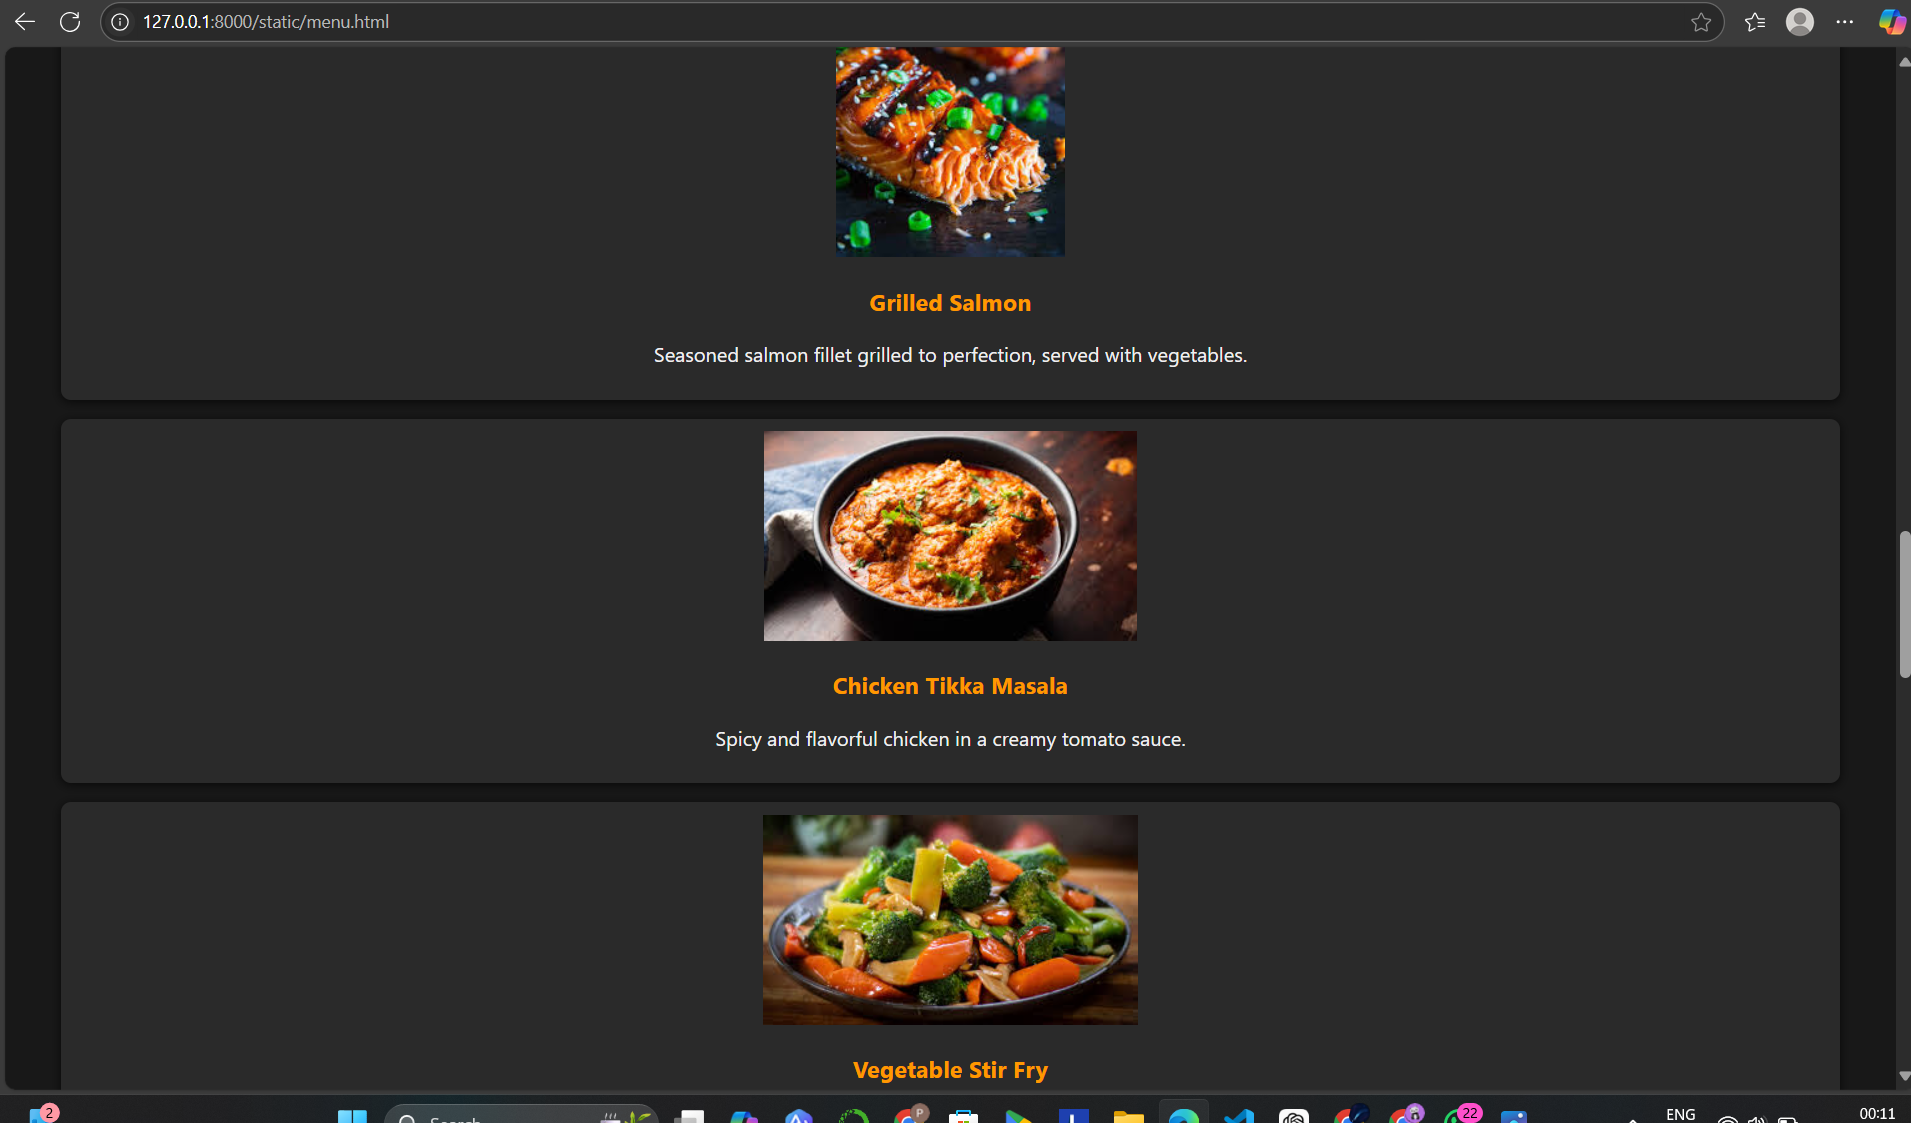 127.0.0.1:8000/static/menu.html
Grilled Salmon
Seasoned salmon fillet grilled to perfection, served with vegetables.
Chicken Tikka Masala
Spicy and flavorful chicken in a creamy tomato sauce.
Vegetable Stir Fry
2
Search
P
L
22
ENG
00:11